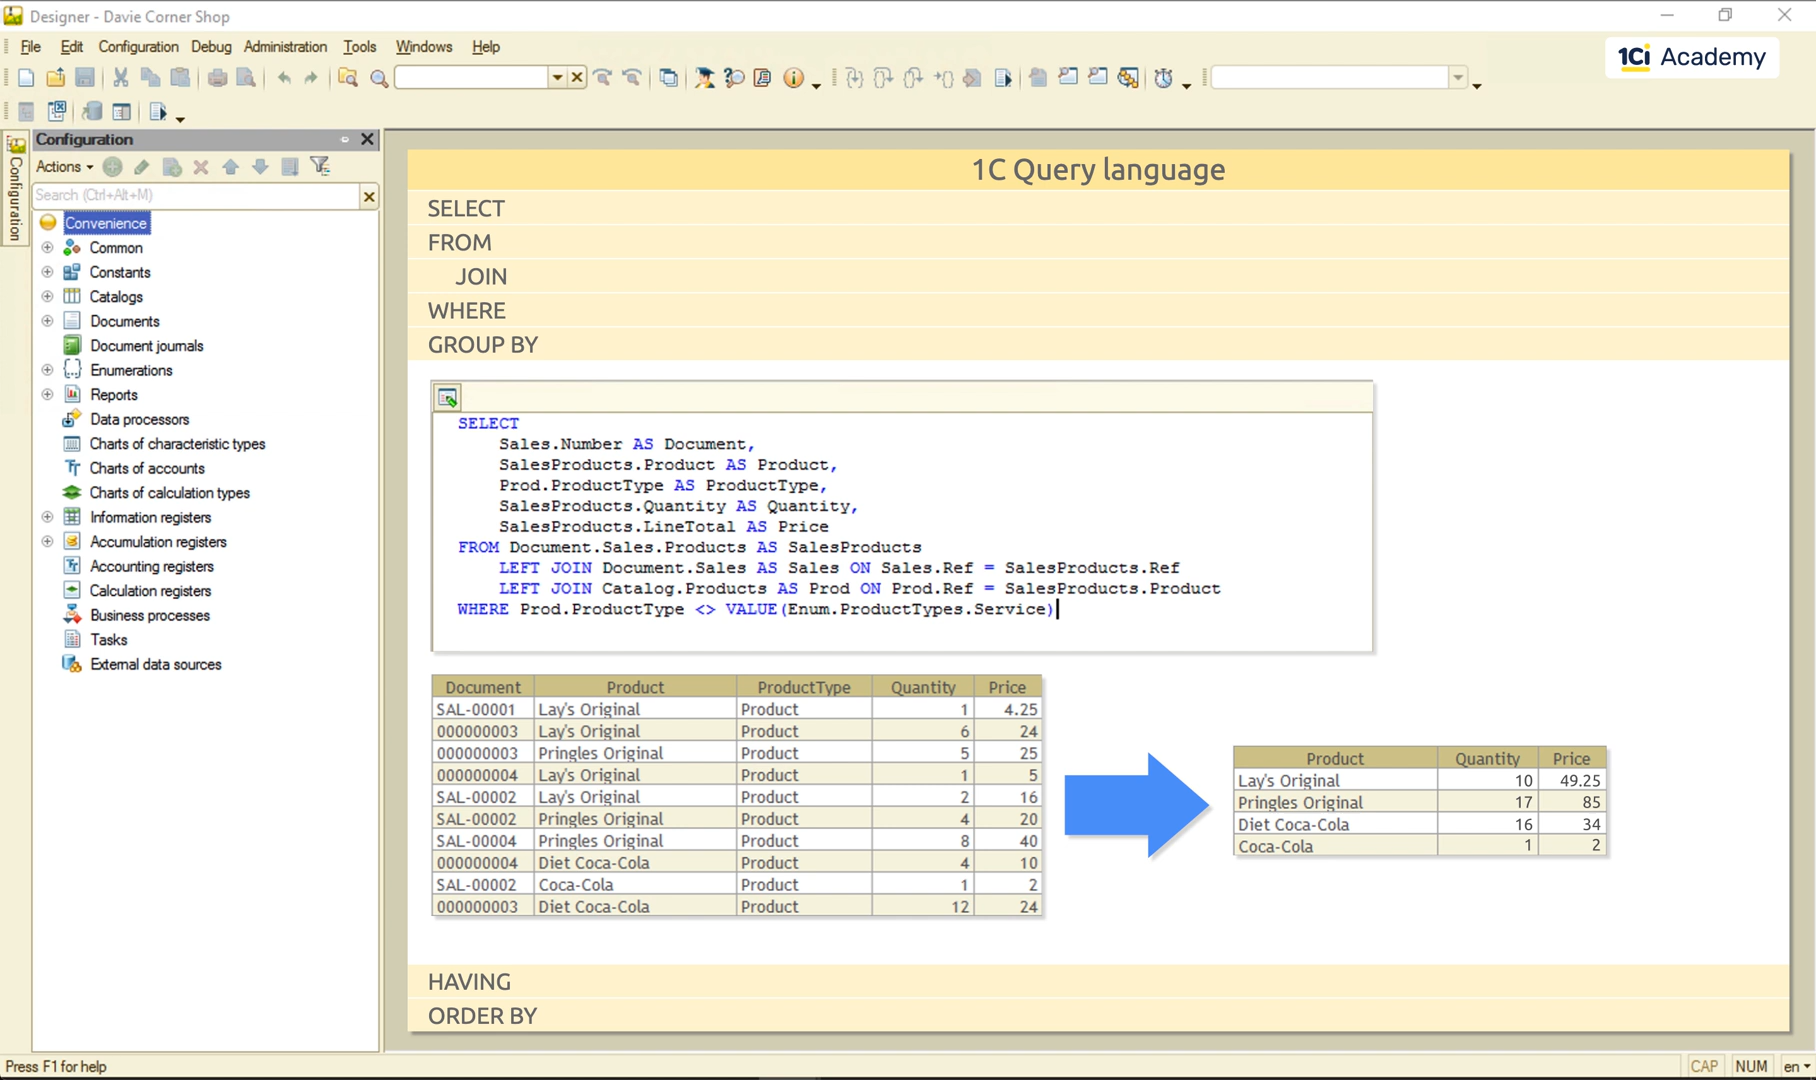 Designer - Davie Corner Shop
File Edit Configuration Debug Administration Tools Windows Help
1Ci Academy
Configuration
Configuration
Actions
Search (Ctrl+Alt+M)
Convenience
Common
Constants
Catalogs
Documents
Document journals
Enumerations
Reports
Data processors
Charts of characteristic types
Charts of accounts
Charts of calculation types
Information registers
Accumulation registers
Accounting registers
Calculation registers
Business processes
Tasks
External data sources
1C Query language
SELECT
FROM
JOIN
WHERE
GROUP BY
SELECT
Sales.Number AS Document,
SalesProducts.Product AS Product,
Prod.ProductType AS ProductType,
SalesProducts.Quantity AS Quantity,
SalesProducts.LineTotal AS Price
FROM Document.Sales.Products AS SalesProducts
LEFT JOIN Document.Sales AS Sales ON Sales.Ref = SalesProducts.Ref
LEFT JOIN Catalog.Products AS Prod ON Prod.Ref = SalesProducts.Product
WHERE Prod.ProductType <> VALUE(Enum.ProductTypes.Service)
Document Product ProductType Quantity Price
SAL-00001 Lay's Original Product 1 4.25
000000003 Lay's Original Product 6 24
000000003 Pringles Original Product 5 25
000000004 Lay's Original Product 1 5
SAL-00002 Lay's Original Product 2 16
SAL-00002 Pringles Original Product 4 20
SAL-00004 Pringles Original Product 8 40
000000004 Diet Coca-Cola Product 4 10
SAL-00002 Coca-Cola Product 1 2
000000003 Diet Coca-Cola Product 12 24
Product Quantity Price
Lay's Original 10 49.25
Pringles Original 17 85
Diet Coca-Cola 16 34
Coca-Cola 1 2
HAVING
ORDER BY
Press F1 for help
CAP NUM en